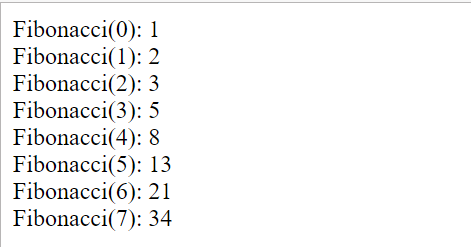 Fibonacci(0): 1
Fibonacci(1): 2
Fibonacci(2): 3
Fibonacci(3): 5
Fibonacci(4): 8
Fibonacci(5): 13
Fibonacci(6): 21
Fibonacci(7): 34